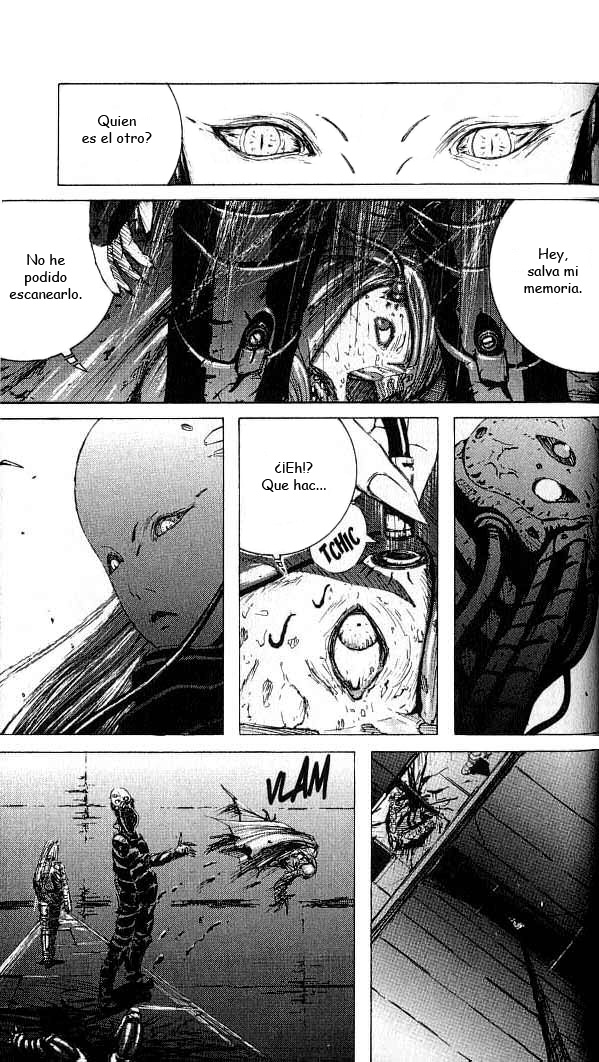 Quien
es el otro?
Hey,
salva mi
memoria.
No he
podido
escanearlo.
¿¡Eh!?
Que hac...
TCHIC
VLAM